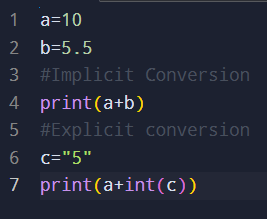 1 a=10
2 b=5.5
3 #Implicit Conversion
4 print(a+b)
5 #Explicit conversion
6 c="5"
7 print(a+int(c))